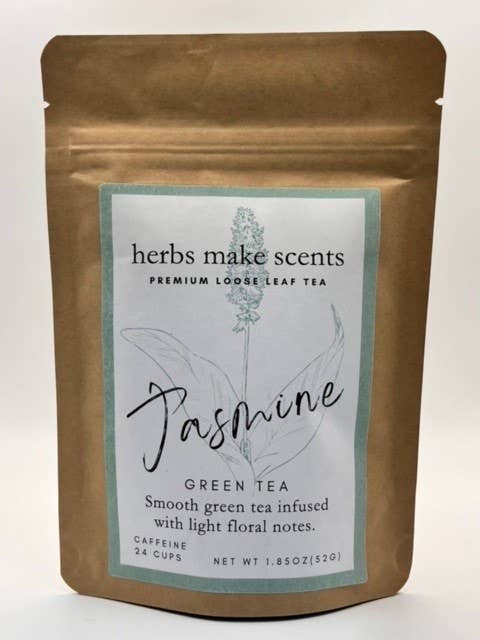 herbs make scents
PREMIUM LOOSE LEAF TEA
Jasmine
GREEN TEA
Smooth green tea infused
with light floral notes.
CAFFEINE
24 CUPS
NET WT 1.85OZ(52G)